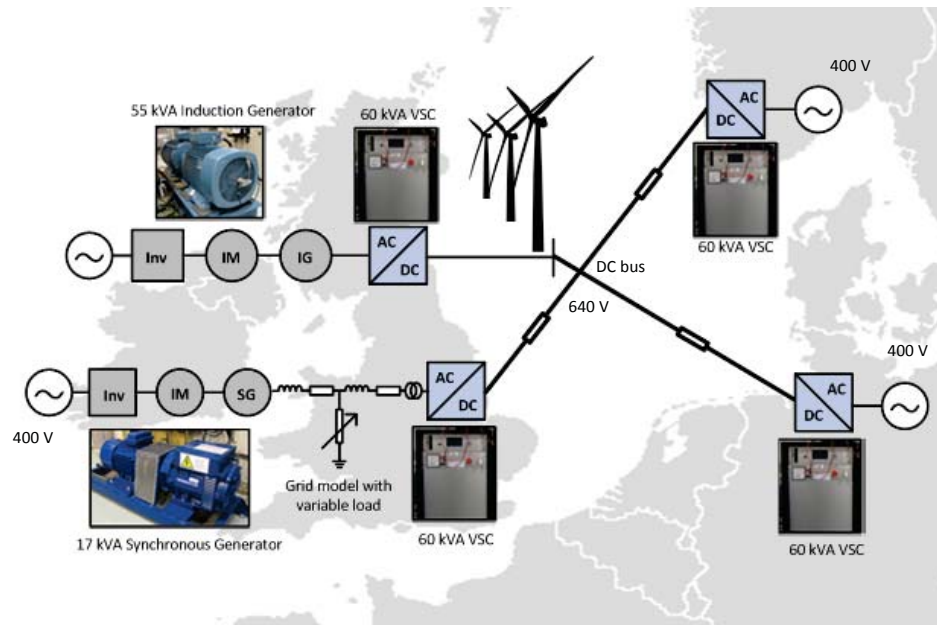 400 V
55 kVA Induction Generator
60 kVA VSC
AC
DC
60 kVA VSC
Inv
IM
IG
AC
DC
DC bus
640 V
400 V
Inv
IM
SG
AC
DC
AC
DC
400 V
Grid model with
variable load
17 kVA Synchronous Generator
60 kVA VSC
60 kVA VSC